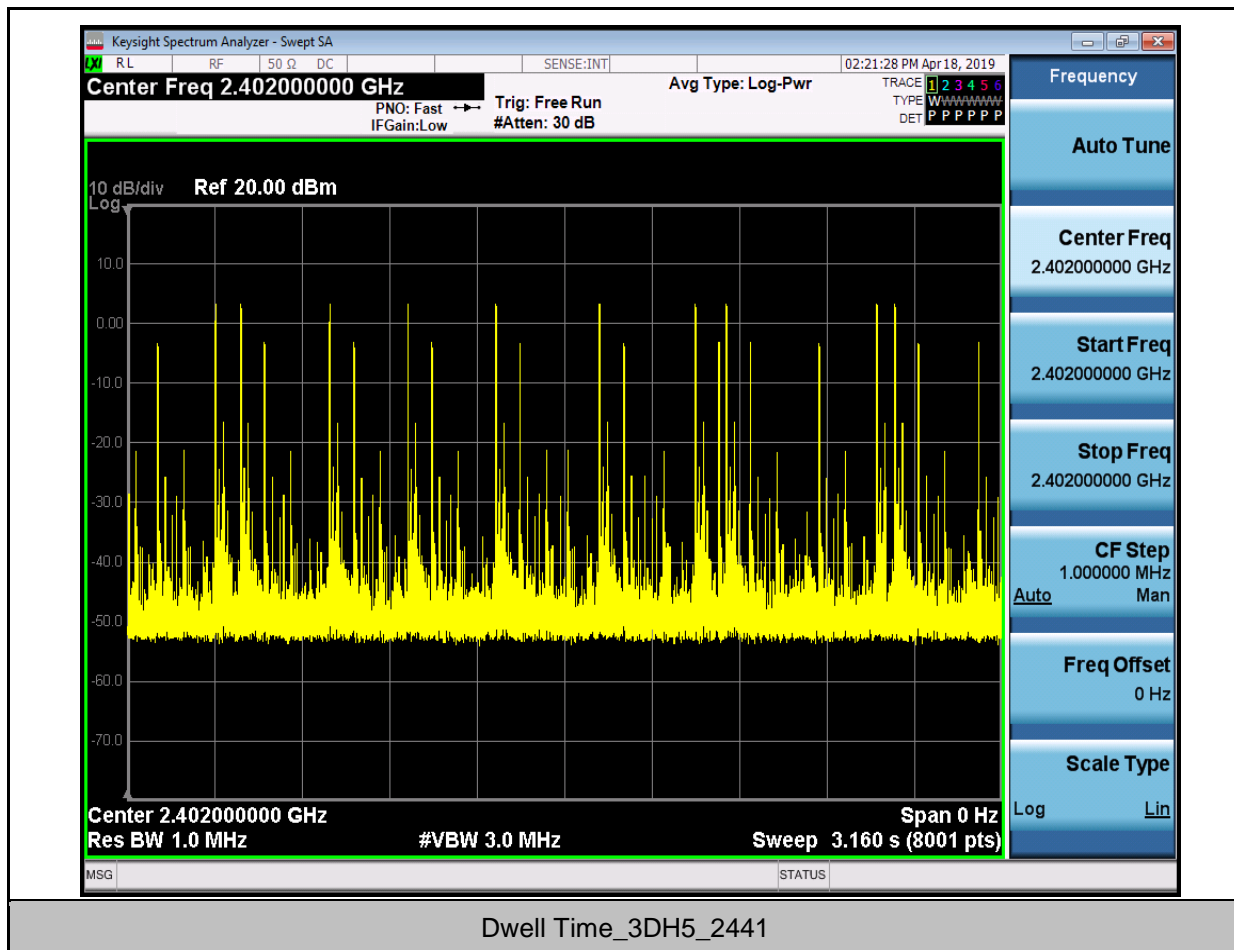 Keysight Spectrum Analyzer - Swept SA
LXI RL RF 50 Ω DC SENSE:INT 02:21:28 PM Apr 18, 2019
Center Freq 2.402000000 GHz Avg Type: Log-Pwr TRACE 1 2 3 4 5 6
PNO: Fast Trig: Free Run TYPE WWWWWW
IFGain:Low #Atten: 30 dB DET P P P P P P
10 dB/div Ref 20.00 dBm
Log
10.0
0.00
-10.0
-20.0
-30.0
-40.0
-50.0
-60.0
-70.0
Center 2.402000000 GHz Span 0 Hz
Res BW 1.0 MHz #VBW 3.0 MHz Sweep 3.160 s (8001 pts)
MSG STATUS
Frequency
Auto Tune
Center Freq
2.402000000 GHz
Start Freq
2.402000000 GHz
Stop Freq
2.402000000 GHz
CF Step
1.000000 MHz
Auto Man
Freq Offset
0 Hz
Scale Type
Log Lin
Dwell Time_3DH5_2441